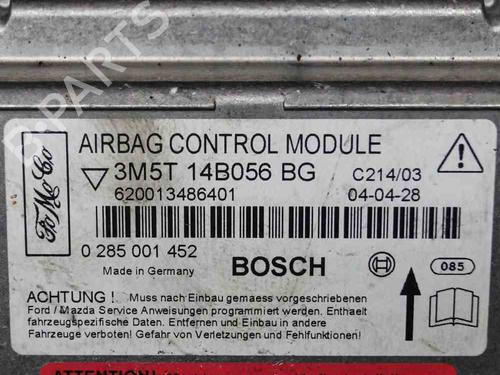 B-PARTS
FoMoCo
AIRBAG CONTROL MODULE
3M5T 14B056 BG
C214/03
620013486401
04-04-28
0 285 001 452
Made in Germany
BOSCH
085
ACHTUNG ! Muss nach Einbau gemaess vorgeschriebenen
Ford / Mazda Service Anweisungen programmiert werden. Enthaelt
fahrzeugspezifische Daten. Entfernen und Einbau in andere
Fahrzeuge verboten! Gefahr von Verletzungen und Fehlfunktion!
ATTENTION!